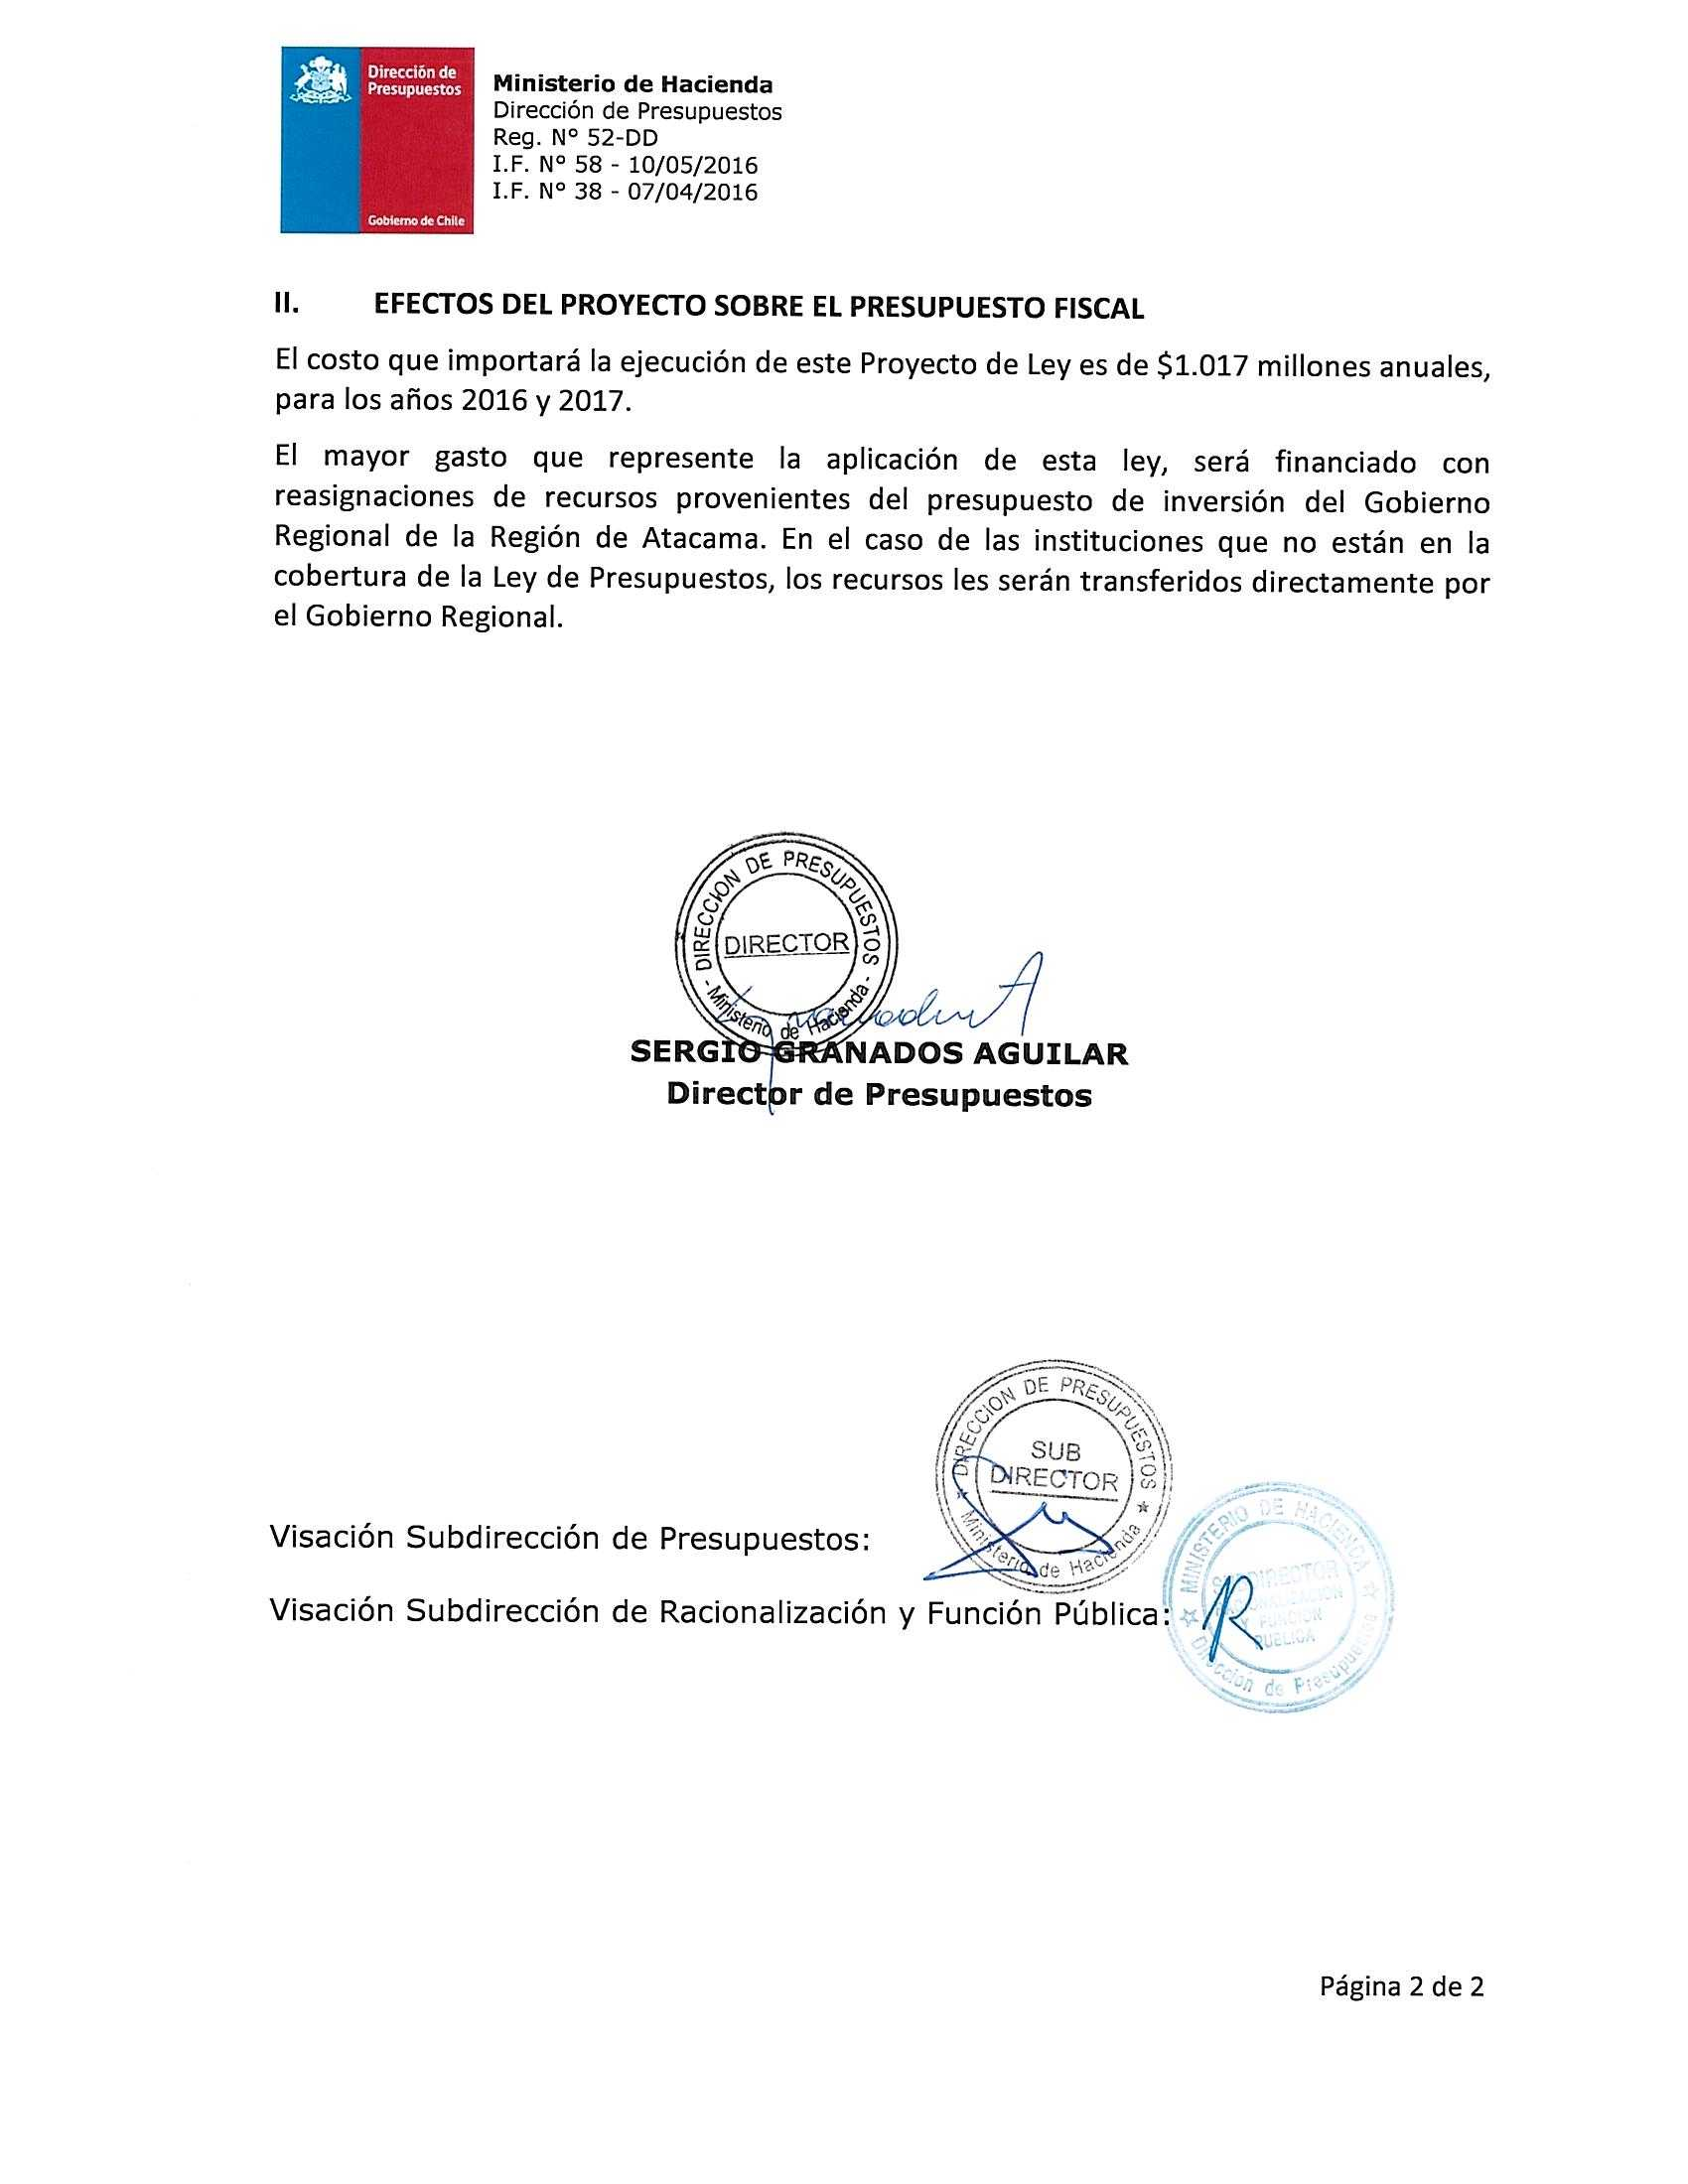 Dirección de
Presupuestos
Gobierno de Chile
Ministerio de Hacienda
Dirección de Presupuestos
Reg. N° 52-DD
I.F. N° 58 - 10/05/2016
I.F. N° 38 - 07/04/2016
II. EFECTOS DEL PROYECTO SOBRE EL PRESUPUESTO FISCAL
El costo que importará la ejecución de este Proyecto de Ley es de $1.017 millones anuales,
para los años 2016 y 2017.
El mayor gasto que represente la aplicación de esta ley, será financiado con
reasignaciones de recursos provenientes del presupuesto de inversión del Gobierno
Regional de la Región de Atacama. En el caso de las instituciones que no están en la
cobertura de la Ley de Presupuestos, los recursos les serán transferidos directamente por
el Gobierno Regional.
DIRECCION DE PRESUPUESTOS
DIRECTOR
- Ministerio de Hacienda -
SERGIO GRANADOS AGUILAR
Director de Presupuestos
DIRECCION DE PRESUPUESTOS
SUB
DIRECTOR
Ministerio de Hacienda
Visación Subdirección de Presupuestos:
MINISTERIO DE HACIENDA
SUBDIRECTOR
RACIONALIZACION
Y FUNCION
PUBLICA
Dirección de Presupuestos
Visación Subdirección de Racionalización y Función Pública:
Página 2 de 2